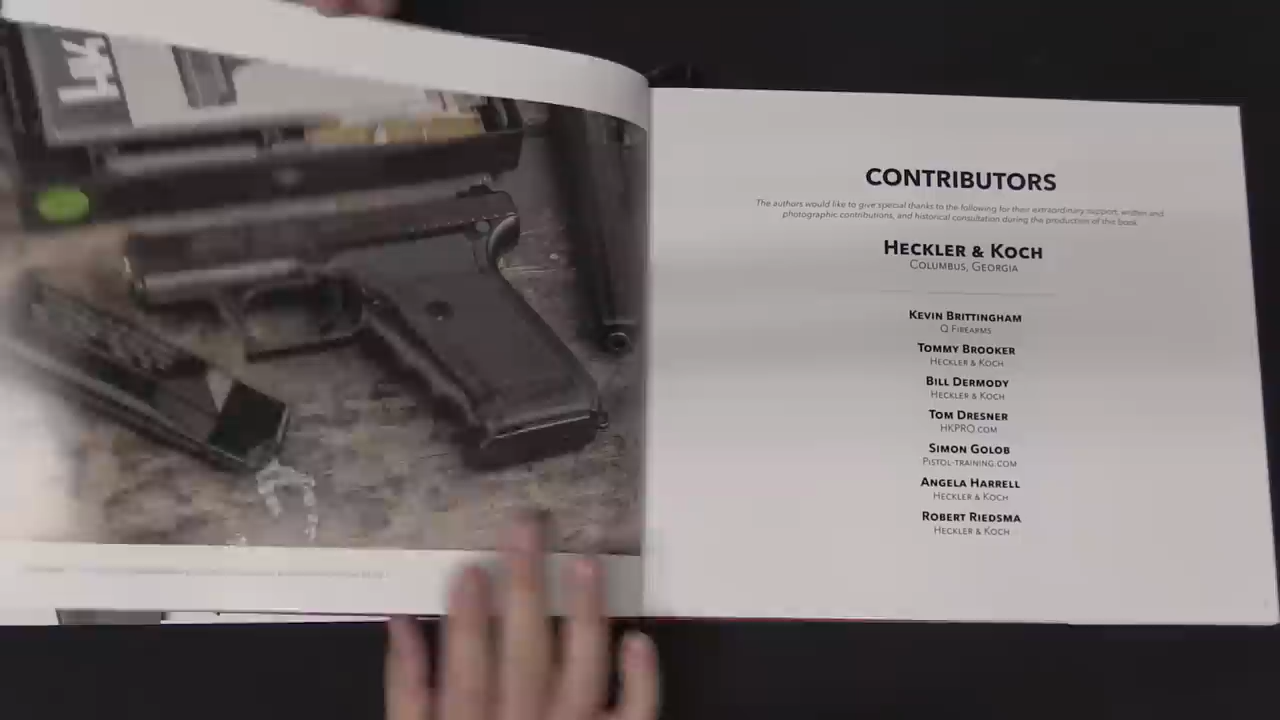 HK
CONTRIBUTORS
The authors would like to give special thanks to the following for their extraordinary support, written and
photographic contributions, and historical consultation during the production of this book.
HECKLER & KOCH
COLUMBUS, GEORGIA
KEVIN BRITTINGHAM
Q FIREARMS
TOMMY BROOKER
HECKLER & KOCH
BILL DERMODY
HECKLER & KOCH
TOM DRESNER
HKPRO.COM
SIMON GOLOB
PISTOL-TRAINING.COM
ANGELA HARRELL
HECKLER & KOCH
ROBERT RIEDSMA
HECKLER & KOCH